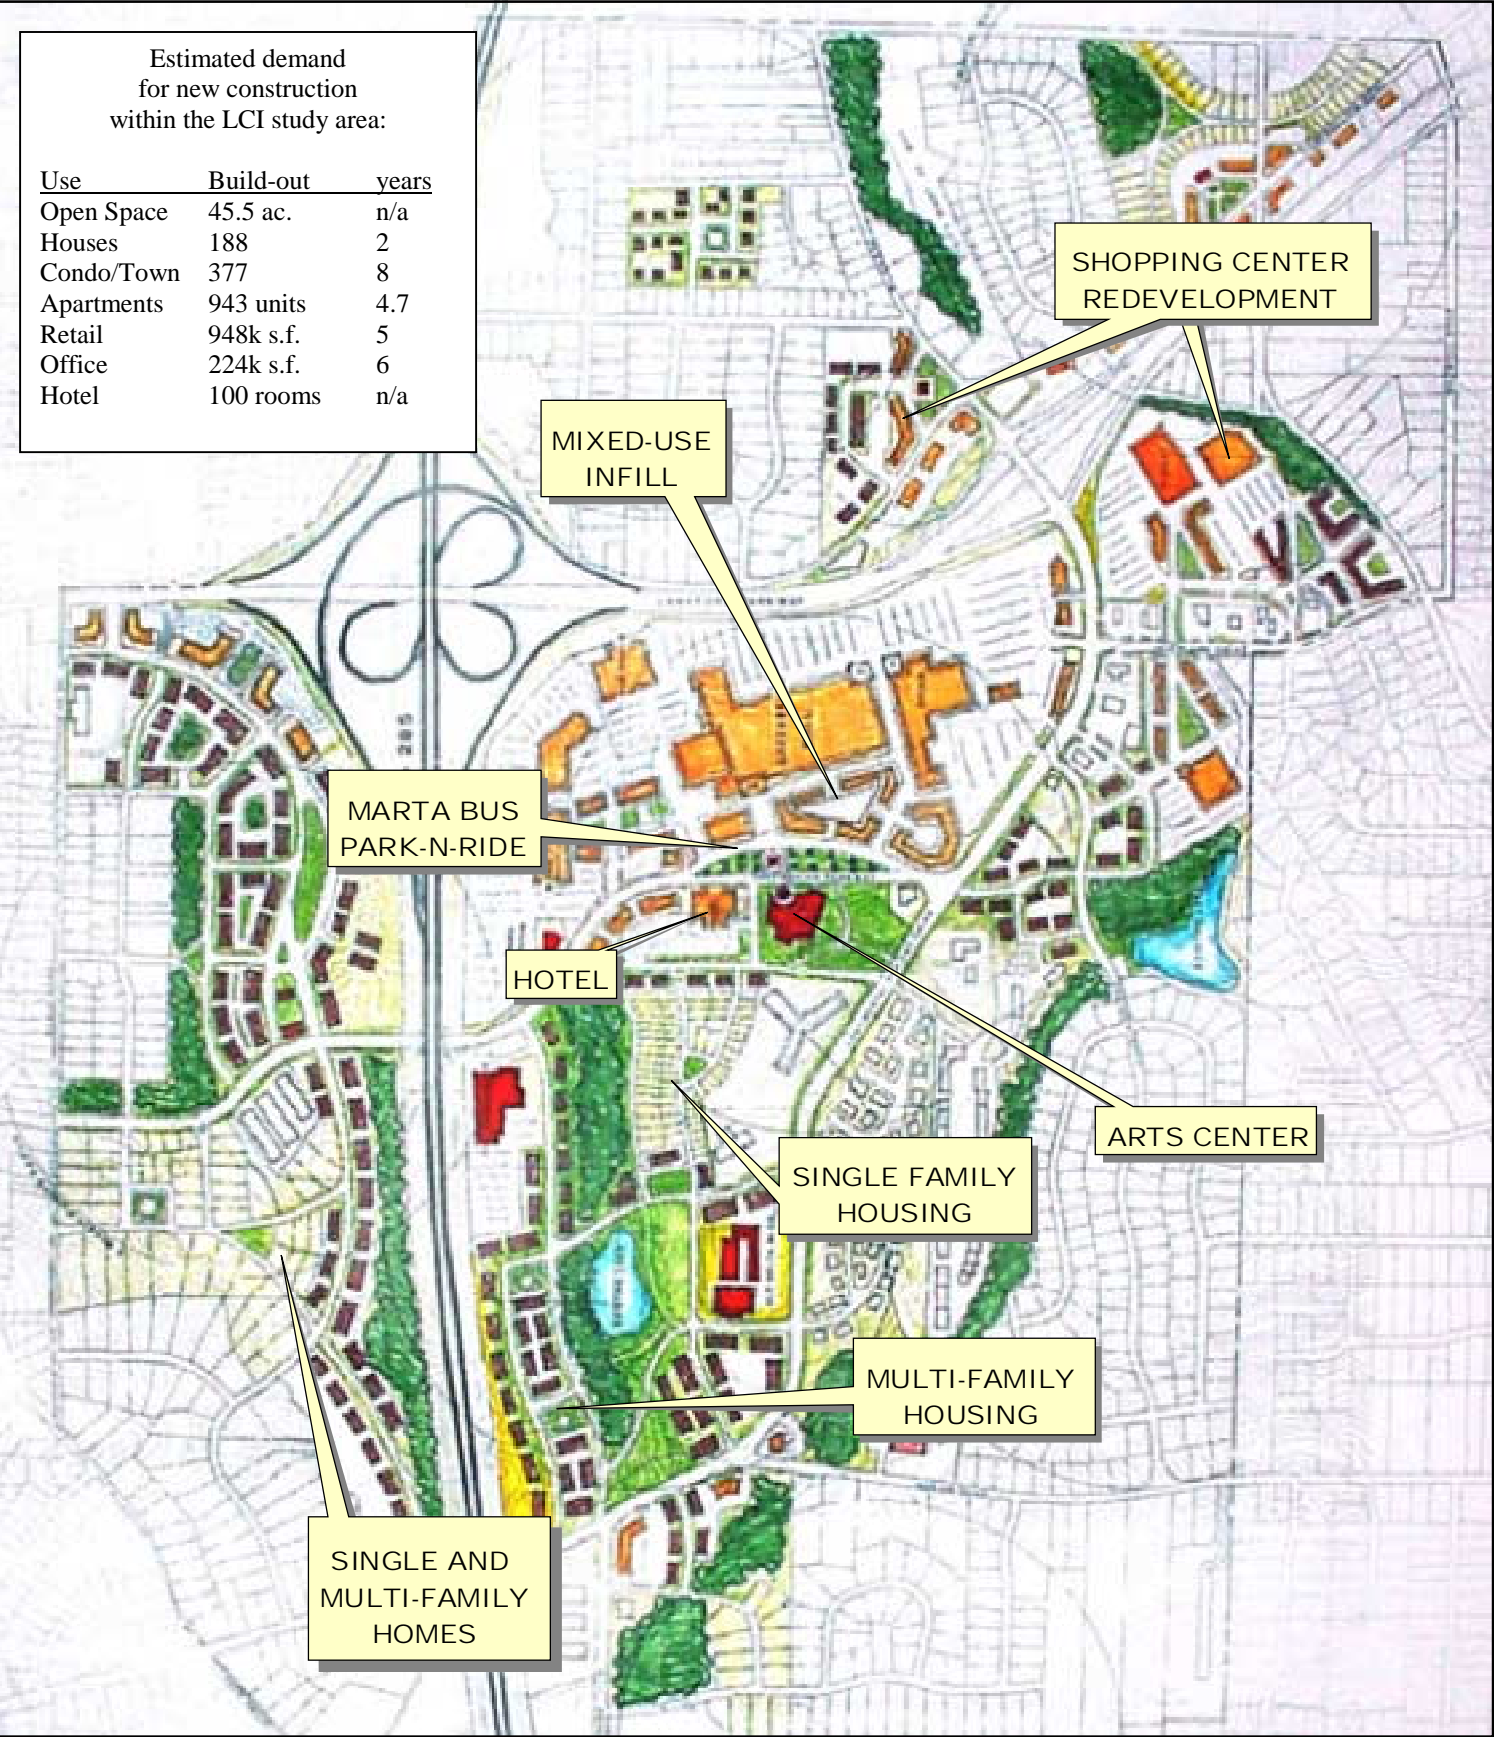 Estimated demand
for new construction
within the LCI study area:
Use Build-out years
Open Space 45.5 ac. n/a
Houses 188 2
Condo/Town 377 8
Apartments 943 units 4.7
Retail 948k s.f. 5
Office 224k s.f. 6
Hotel 100 rooms n/a
SHOPPING CENTER
REDEVELOPMENT
MIXED-USE
INFILL
285
MARTA BUS
PARK-N-RIDE
HOTEL
ARTS CENTER
SINGLE FAMILY
HOUSING
MULTI-FAMILY
HOUSING
SINGLE AND
MULTI-FAMILY
HOMES